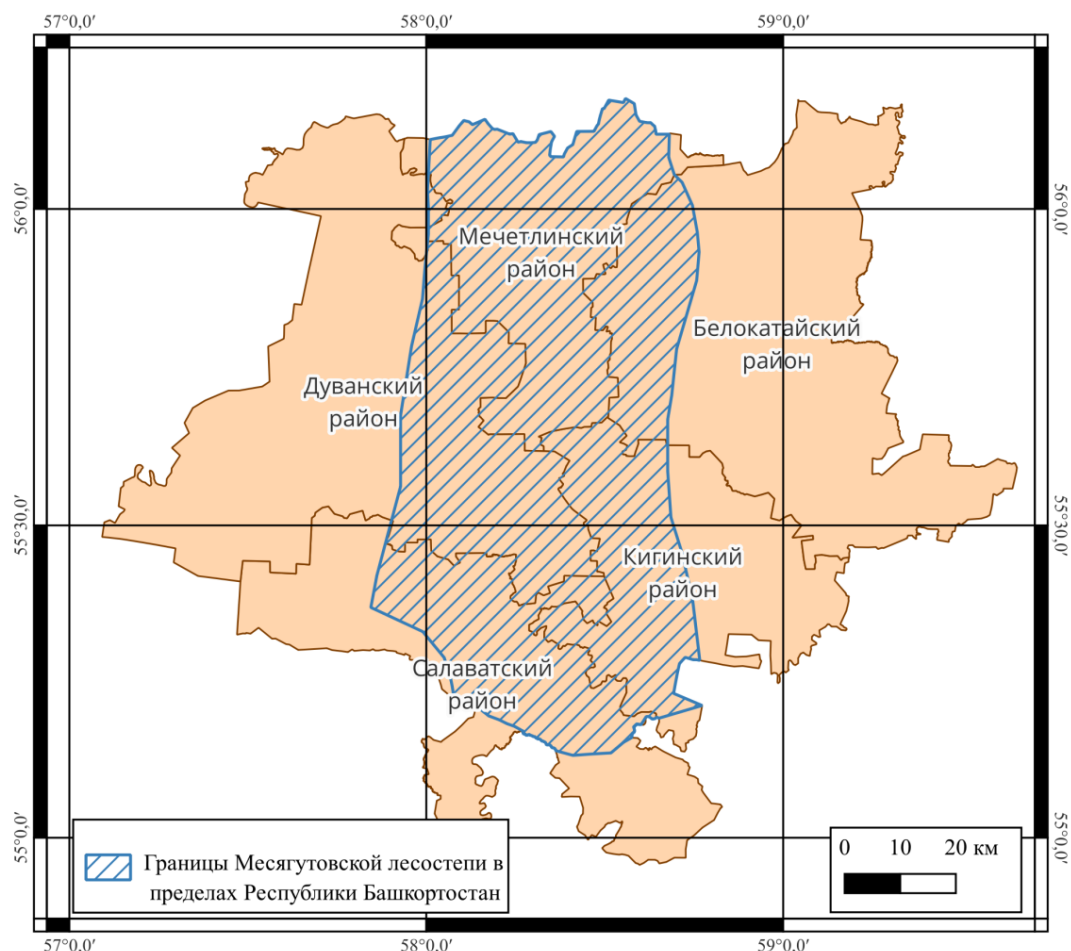 57°0,0′ 58°0,0′ 59°0,0′
56°0,0′ 56°0,0′
Мечетлинский
район
Белокатайский
район
Дуванский
район
55°30,0′ 55°30,0′
Кигинский
район
Салаватский
район
55°0,0′ 55°0,0′
Границы Месягутовской лесостепи в
пределах Республики Башкортостан
0 10 20 км
57°0,0′ 58°0,0′ 59°0,0′